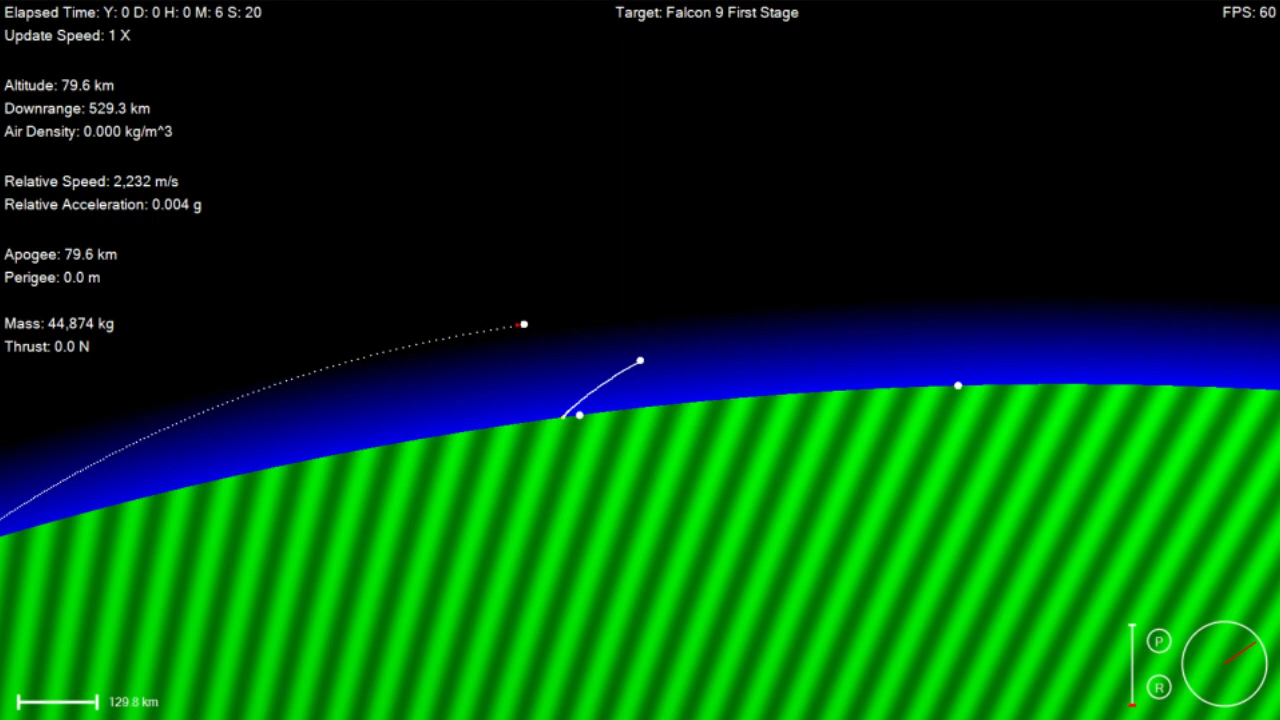 Elapsed Time: Y: 0 D: 0 H: 0 M: 6 S: 20
Target: Falcon 9 First Stage
FPS: 60
Update Speed: 1 X
Altitude: 79.6 km
Downrange: 529.3 km
Air Density: 0.000 kg/m^3
Relative Speed: 2,232 m/s
Relative Acceleration: 0.004 g
Apogee: 79.6 km
Perigee: 0.0 m
Mass: 44,874 kg
Thrust: 0.0 N
P
R
129.8 km